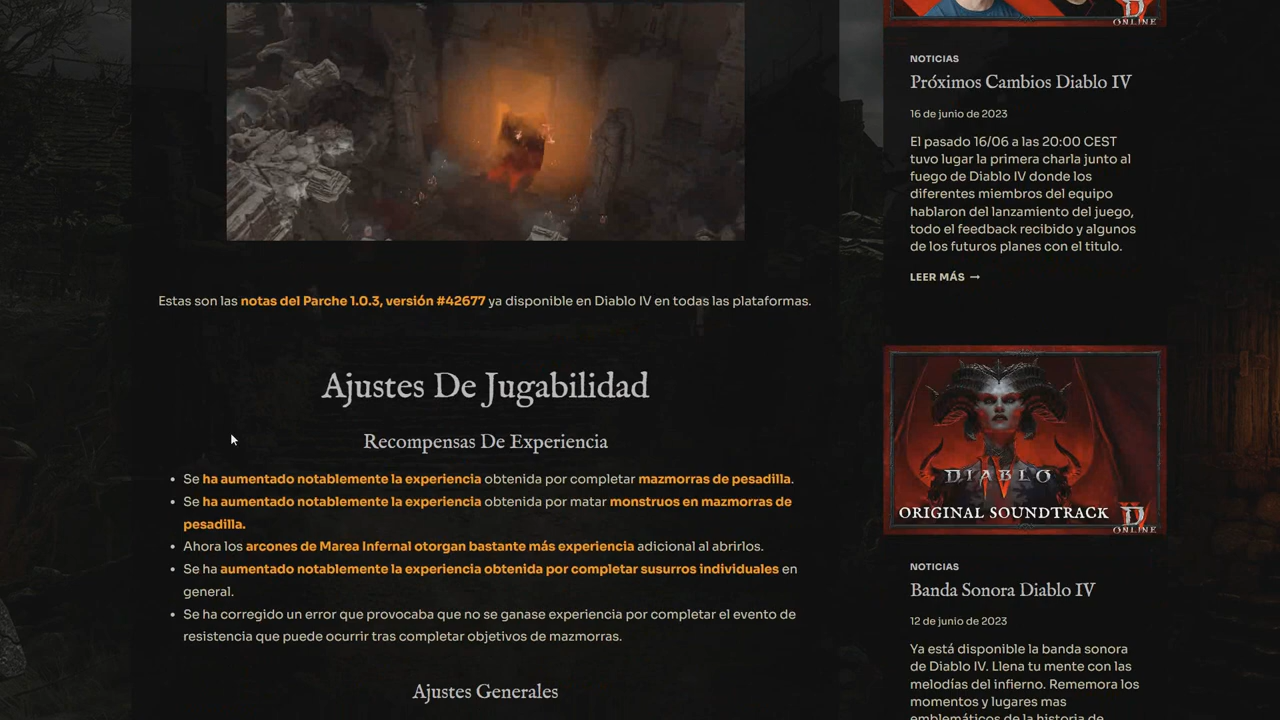 Estas son las notas del Parche 1.0.3, versión #42677 ya disponible en Diablo IV en todas las plataformas.
Ajustes De Jugabilidad
Recompensas De Experiencia
• Se ha aumentado notablemente la experiencia obtenida por completar mazmorras de pesadilla.
• Se ha aumentado notablemente la experiencia obtenida por matar monstruos en mazmorras de
pesadilla.
• Ahora los arcones de Marea Infernal otorgan bastante más experiencia adicional al abrirlos.
• Se ha aumentado notablemente la experiencia obtenida por completar susurros individuales en
general.
• Se ha corregido un error que provocaba que no se ganase experiencia por completar el evento de
resistencia que puede ocurrir tras completar objetivos de mazmorras.
Ajustes Generales
ONLINE
NOTICIAS
Próximos Cambios Diablo IV
16 de junio de 2023
El pasado 16/06 a las 20:00 CEST
tuvo lugar la primera charla junto al
fuego de Diablo IV donde los
diferentes miembros del equipo
hablaron del lanzamiento del juego,
todo el feedback recibido y algunos
de los futuros planes con el titulo.
LEER MÁS →
DIABLO
ORIGINAL SOUNDTRACK
D
ONLINE
NOTICIAS
Banda Sonora Diablo IV
12 de junio de 2023
Ya está disponible la banda sonora
de Diablo IV. Llena tu mente con las
melodías del infierno. Rememora los
momentos y lugares mas
emblemáticos de la historia de